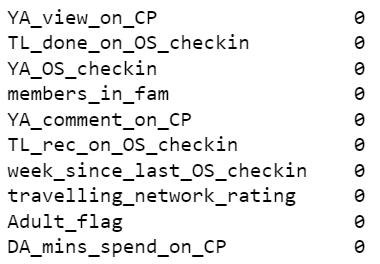 YA_view_on_CP 0
TL_done_on_OS_checkin 0
YA_OS_checkin 0
members_in_fam 0
YA_comment_on_CP 0
TL_rec_on_OS_checkin 0
week_since_last_OS_checkin 0
travelling_network_rating 0
Adult_flag 0
DA_mins_spend_on_CP 0